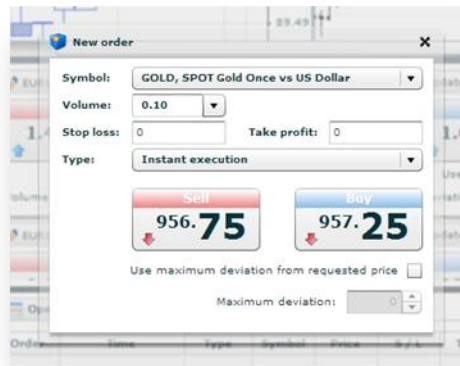 89.49
New order
Symbol: GOLD, SPOT Gold Once vs US Dollar
Volume: 0.10
Stop loss: 0 Take profit: 0
Type: Instant execution
Sell Buy
956.75 957.25
Use maximum deviation from requested price
Maximum deviation: 0
Order Time Type Symbol Price S / L